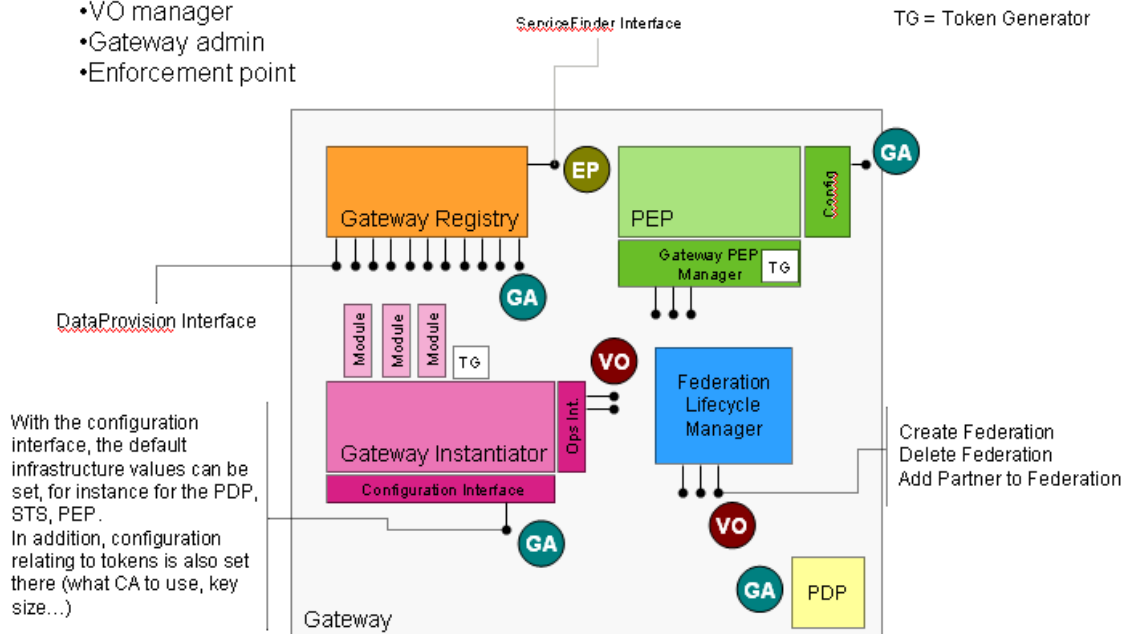 •VO manager
•Gateway admin
•Enforcement point
ServiceFinder Interface
TG = Token Generator
EP
GA
Gateway Registry
PEP
Config
Gateway PEP
Manager
TG
GA
DataProvision Interface
Module
Module
Module
TG
VO
Federation
Lifecycle
Manager
Gateway Instantiator
Ops Int.
Configuration Interface
With the configuration
interface, the default
infrastructure values can be
set, for instance for the PDP,
STS, PEP.
In addition, configuration
relating to tokens is also set
there (what CA to use, key
size...)
Create Federation
Delete Federation
Add Partner to Federation
VO
GA
GA
PDP
Gateway